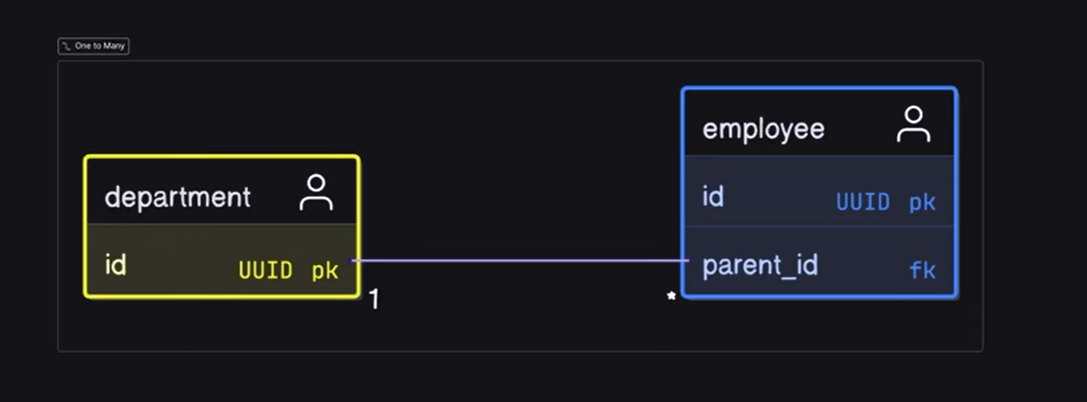 One to Many
department
id UUID pk
1
employee
id UUID pk
parent_id fk
*